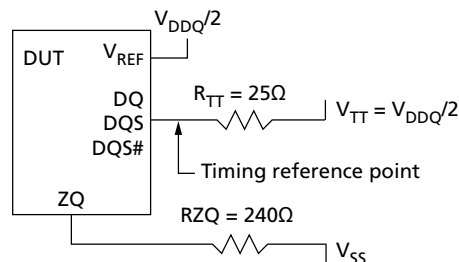 V_DDQ/2
DUT
V_REF
R_TT = 25Ω
V_TT = V_DDQ/2
DQ
DQS
DQS#
Timing reference point
ZQ
RZQ = 240Ω
V_SS